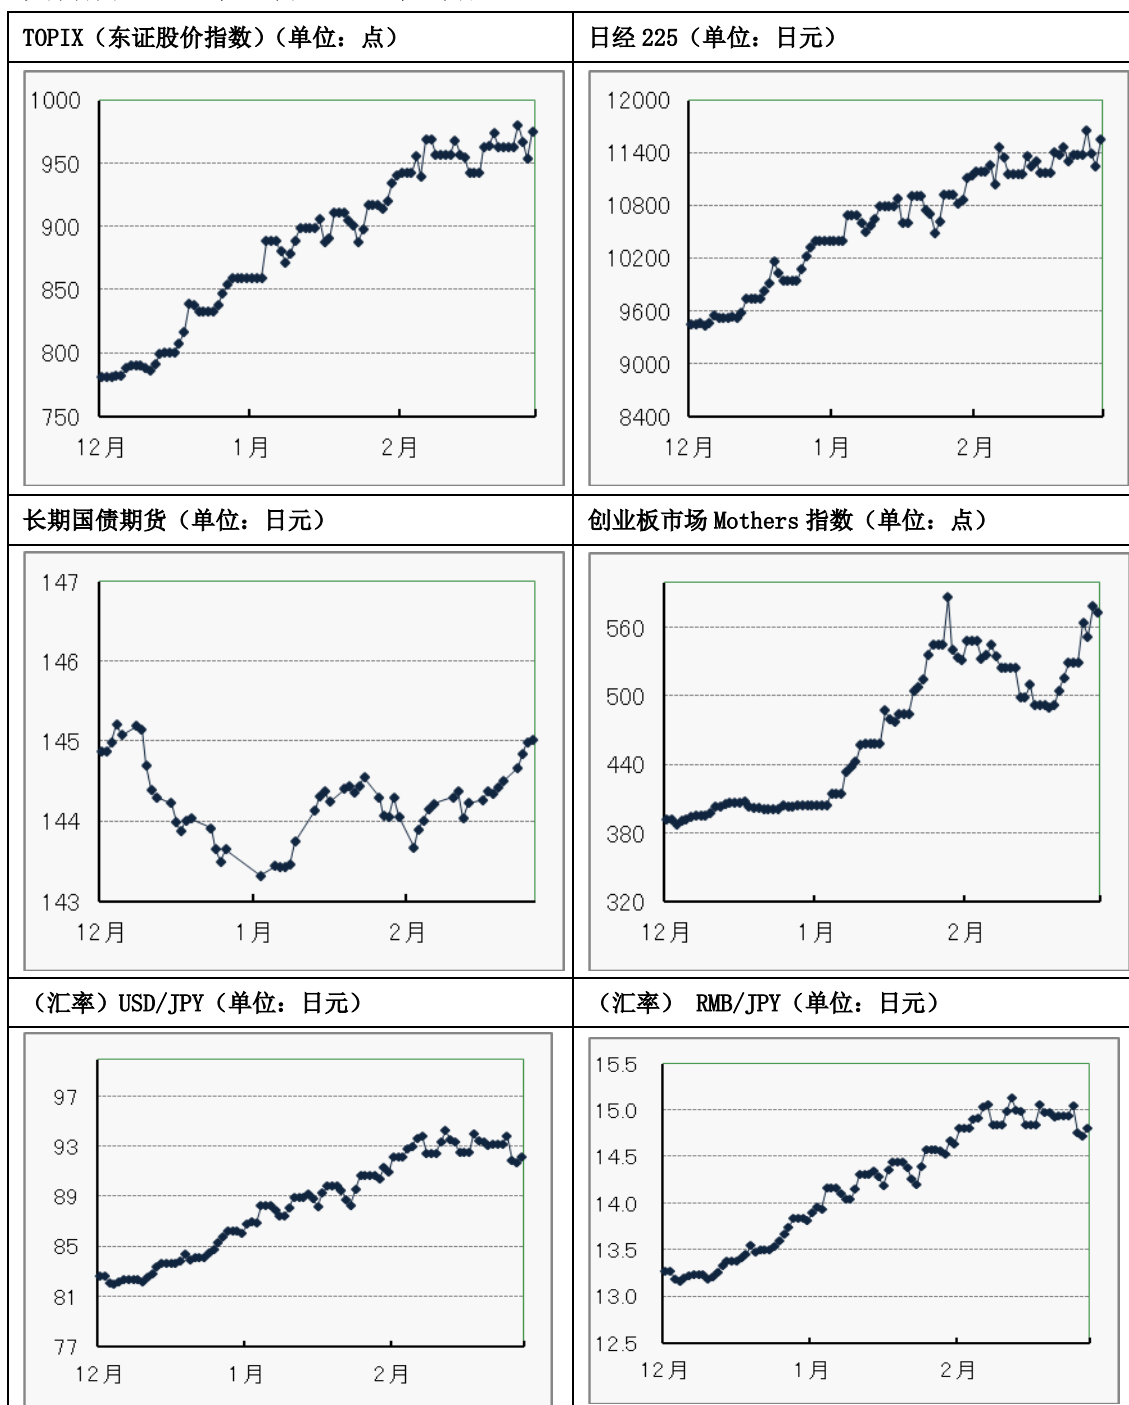 TOPIX（东证股价指数）（单位：点）
日经 225（单位：日元）
1000
950
900
850
800
750
12月
1月
2月
12000
11400
10800
10200
9600
9000
8400
12月
1月
2月
长期国债期货（单位：日元）
创业板市场 Mothers 指数（单位：点）
147
146
145
144
143
12月
1月
2月
560
500
440
380
320
12月
1月
2月
（汇率）USD/JPY（单位：日元）
（汇率） RMB/JPY（单位：日元）
97
93
89
85
81
77
12月
1月
2月
15.5
15.0
14.5
14.0
13.5
13.0
12.5
12月
1月
2月